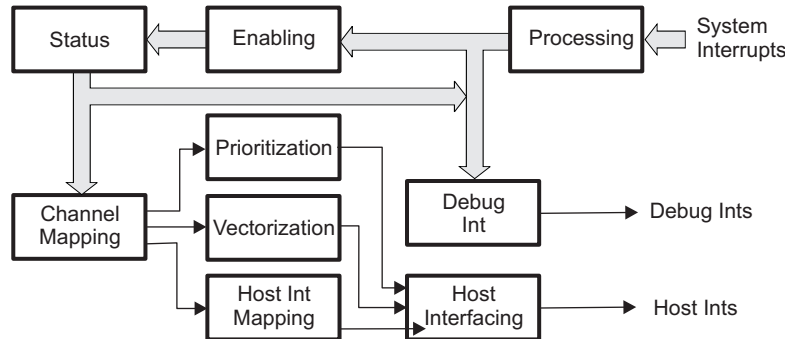 Status
Enabling
Processing
System
Interrupts
Prioritization
Channel
Mapping
Vectorization
Debug
Int
Debug Ints
Host Int
Mapping
Host
Interfacing
Host Ints